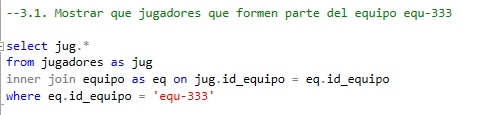 --3.1. Mostrar que jugadores que formen parte del equipo equ-333
select jug.*
from jugadores as jug
inner join equipo as eq on jug.id_equipo = eq.id_equipo
where eq.id_equipo = 'equ-333'